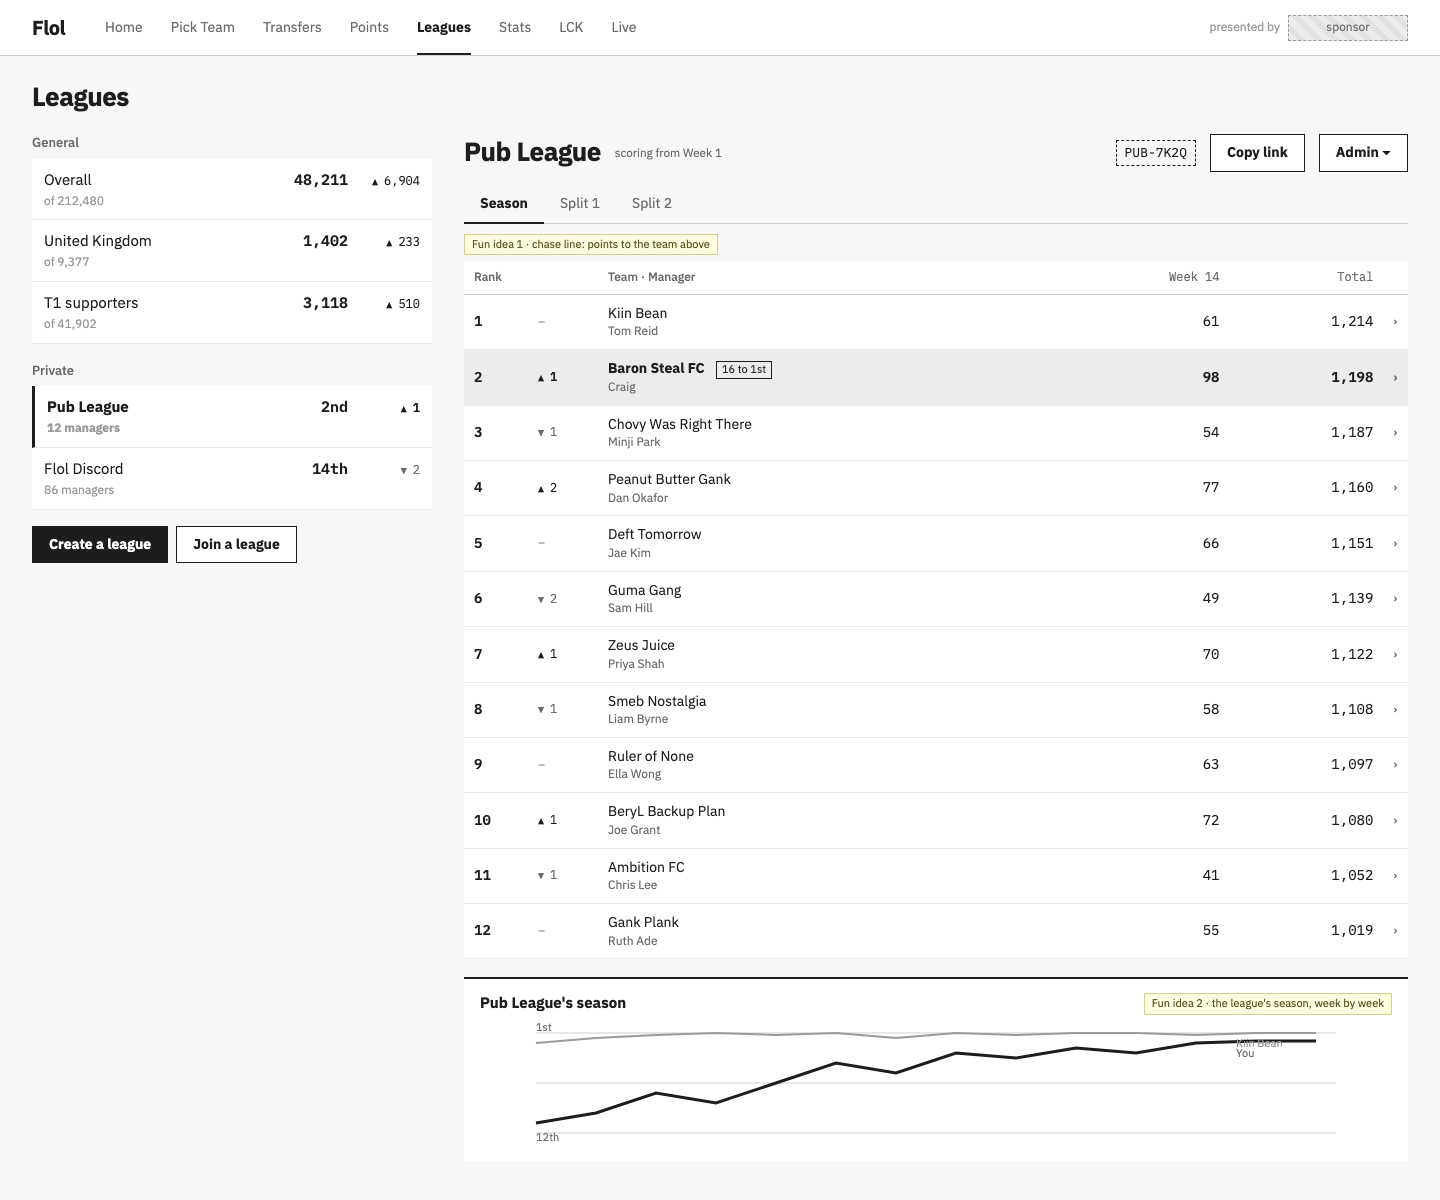 Flol Home Pick Team Transfers Points Leagues Stats LCK Live presented by sponsor
Leagues
General
Overall 48,211 ▲ 6,904
of 212,480
United Kingdom 1,402 ▲ 233
of 9,377
T1 supporters 3,118 ▲ 510
of 41,902
Private
Pub League 2nd ▲ 1
12 managers
Flol Discord 14th ▼ 2
86 managers
Create a league Join a league
Pub League scoring from Week 1 PUB-7K2Q Copy link Admin
Season Split 1 Split 2
Fun idea 1 · chase line: points to the team above
Rank Team · Manager Week 14 Total
1 – Kiin Bean 61 1,214 ›
Tom Reid
2 ▲ 1 Baron Steal FC 16 to 1st 98 1,198 ›
Craig
3 ▼ 1 Chovy Was Right There 54 1,187 ›
Minji Park
4 ▲ 2 Peanut Butter Gank 77 1,160 ›
Dan Okafor
5 – Deft Tomorrow 66 1,151 ›
Jae Kim
6 ▼ 2 Guma Gang 49 1,139 ›
Sam Hill
7 ▲ 1 Zeus Juice 70 1,122 ›
Priya Shah
8 ▼ 1 Smeb Nostalgia 58 1,108 ›
Liam Byrne
9 – Ruler of None 63 1,097 ›
Ella Wong
10 ▲ 1 BeryL Backup Plan 72 1,080 ›
Joe Grant
11 ▼ 1 Ambition FC 41 1,052 ›
Chris Lee
12 – Gank Plank 55 1,019 ›
Ruth Ade
Pub League's season Fun idea 2 · the league's season, week by week
1st
Kiin Bean
You
12th